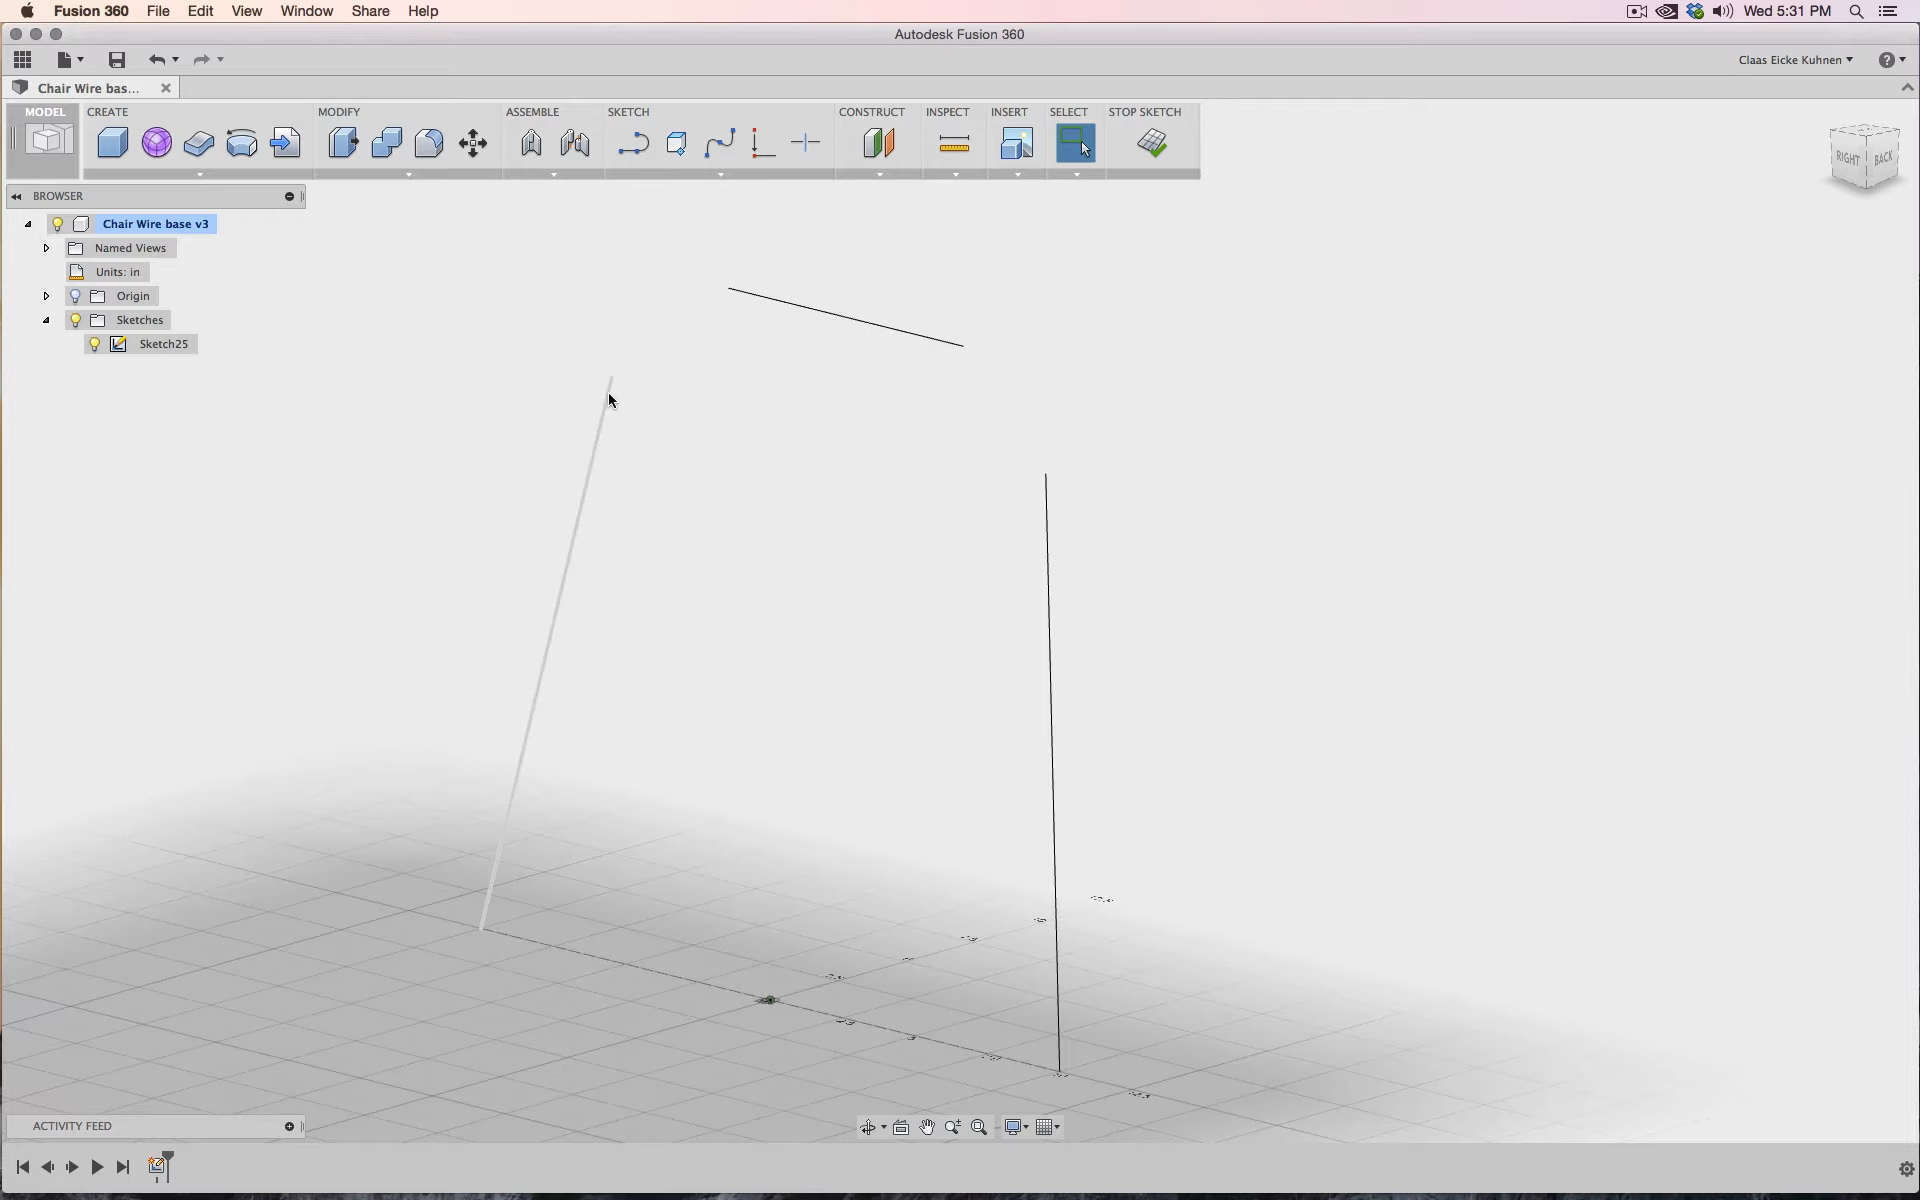 Fusion 360 File Edit View Window Share Help
Wed 5:31 PM
Autodesk Fusion 360
Claas Eicke Kuhnen
Chair Wire bas...
MODEL CREATE MODIFY ASSEMBLE SKETCH CONSTRUCT INSPECT INSERT SELECT STOP SKETCH
RIGHT BACK
BROWSER
Chair Wire base v3
Named Views
Units: in
Origin
Sketches
Sketch25
ACTIVITY FEED